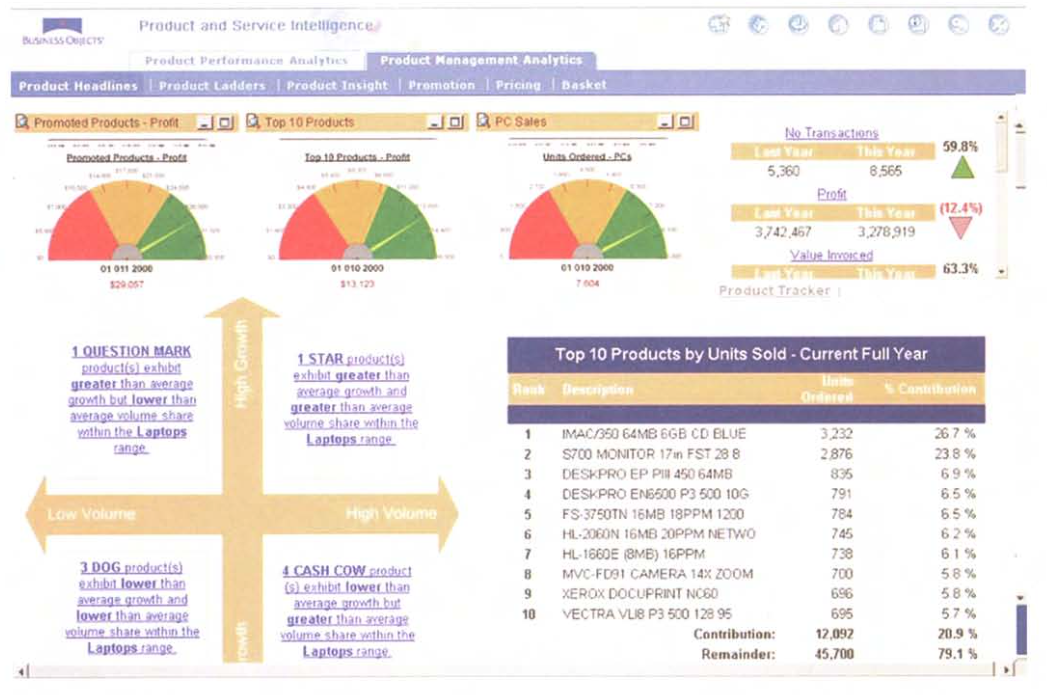 BUSINESS OBJECTS
Product and Service Intelligence
Product Performance Analytics
Product Management Analytics
Product Headlines | Product Ladders | Product Insight | Promotion | Pricing | Basket
Promoted Products - Profit
Top 10 Products
PC Sales
Promoted Products - Profit
01 011 2000
$29,057
Top 10 Products - Profit
01 010 2000
$13,123
Units Ordered - PCs
01 010 2000
7,604
No Transactions
Last Year This Year
5,360 8,565
59.8%
Profit
Last Year This Year
3,742,467 3,278,919
(12.4%)
Value Invoiced
Last Year This Year
63.3%
Product Tracker |
High Growth
Low Volume
High Volume
rowth
1 QUESTION MARK
product(s) exhibit
greater than average
growth but lower than
average volume share
within the Laptops
range.
1 STAR product(s)
exhibit greater than
average growth and
greater than average
volume share within the
Laptops range.
3 DOG product(s)
exhibit lower than
average growth and
lower than average
volume share within the
Laptops range.
4 CASH COW product
(s) exhibit lower than
average growth but
greater than average
volume share within the
Laptops range.
Top 10 Products by Units Sold - Current Full Year
Rank Description Units Ordered % Contribution
1 IMAC/350 64MB 6GB CD BLUE 3,232 26.7 %
2 S700 MONITOR 17in FST 28 8 2,876 23.8 %
3 DESKPRO EP PIII 450 64MB 835 6.9 %
4 DESKPRO EN6500 P3 500 10G 791 6.5 %
5 FS-3750TN 16MB 18PPM 1200 784 6.5 %
6 HL-2060N 16MB 20PPM NETWO 745 6.2 %
7 HL-1660E (8MB) 16PPM 738 6.1 %
8 MVC-FD91 CAMERA 14X ZOOM 700 5.8 %
9 XEROX DOCUPRINT NC60 696 5.8 %
10 VECTRA VLI8 P3 500 128 95 695 5.7 %
Contribution: 12,092 20.9 %
Remainder: 45,700 79.1 %